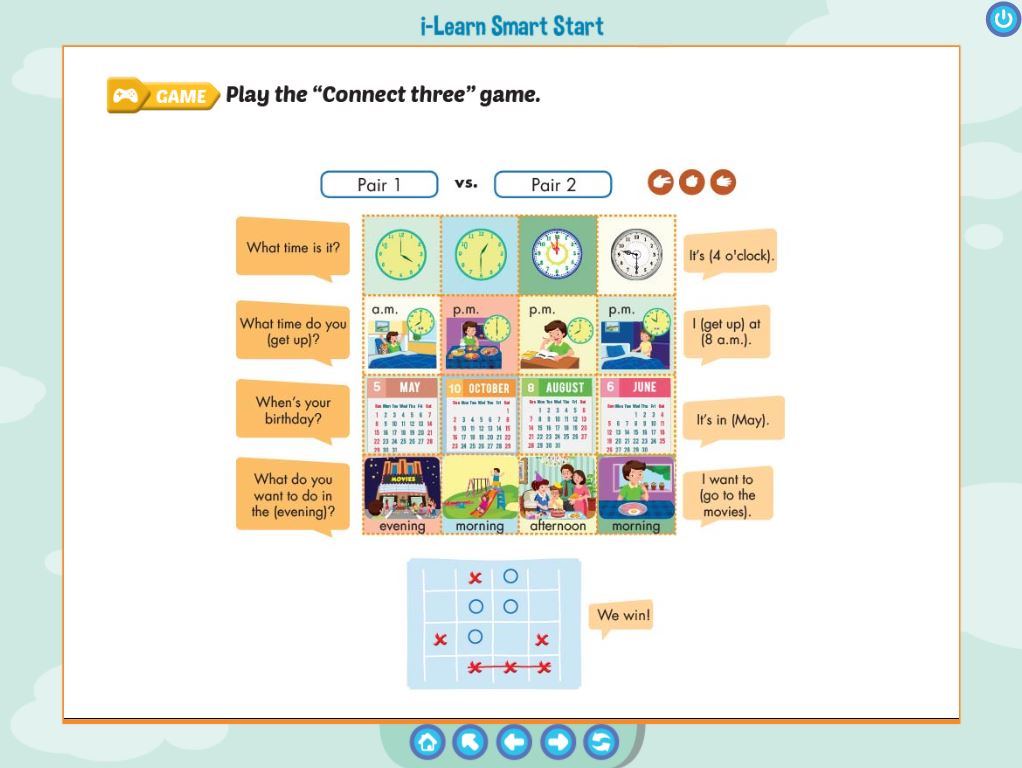 i-Learn Smart Start
GAME Play the “Connect three” game.
Pair 1 vs. Pair 2
What time is it?
It's (4 o'clock).
What time do you
(get up)?
a.m. p.m. p.m. p.m.
I (get up) at
(8 a.m.).
When's your
birthday?
5 MAY 10 OCTOBER 8 AUGUST 6 JUNE
It's in (May).
What do you
want to do in
the (evening)?
MOVIES
evening morning afternoon morning
I want to
(go to the
movies).
We win!